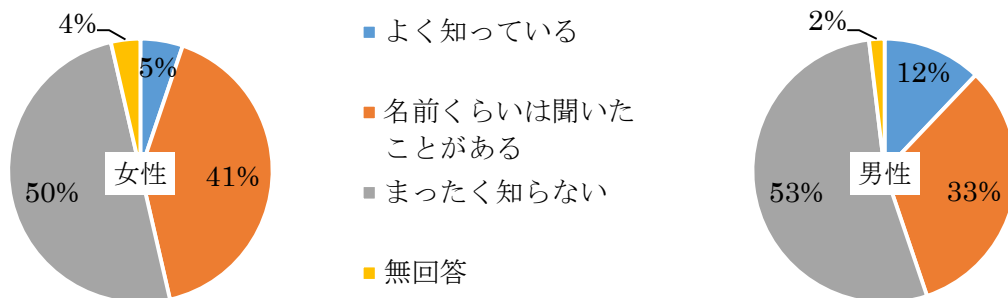 4%
5%
41%
50%
女性
よく知っている
名前くらいは聞いた
ことがある
まったく知らない
無回答
2%
12%
33%
53%
男性